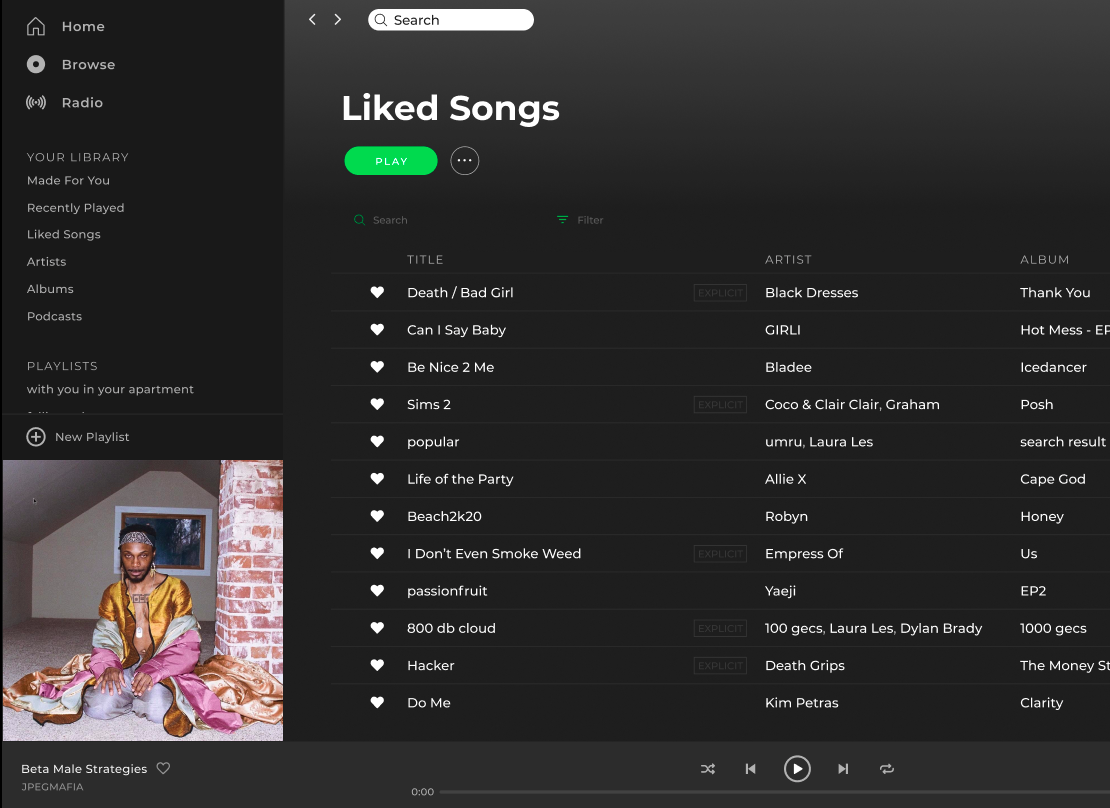 Home
Browse
Radio
YOUR LIBRARY
Made For You
Recently Played
Liked Songs
Artists
Albums
Podcasts
PLAYLISTS
with you in your apartment
New Playlist
Beta Male Strategies
JPEGMAFIA
Search
Liked Songs
PLAY
Search Filter
TITLE ARTIST ALBUM
Death / Bad Girl EXPLICIT Black Dresses Thank You
Can I Say Baby GIRLI Hot Mess - EP
Be Nice 2 Me Bladee Icedancer
Sims 2 EXPLICIT Coco & Clair Clair, Graham Posh
popular umru, Laura Les search result
Life of the Party Allie X Cape God
Beach2k20 Robyn Honey
I Don't Even Smoke Weed EXPLICIT Empress Of Us
passionfruit Yaeji EP2
800 db cloud EXPLICIT 100 gecs, Laura Les, Dylan Brady 1000 gecs
Hacker EXPLICIT Death Grips The Money St
Do Me Kim Petras Clarity
0:00